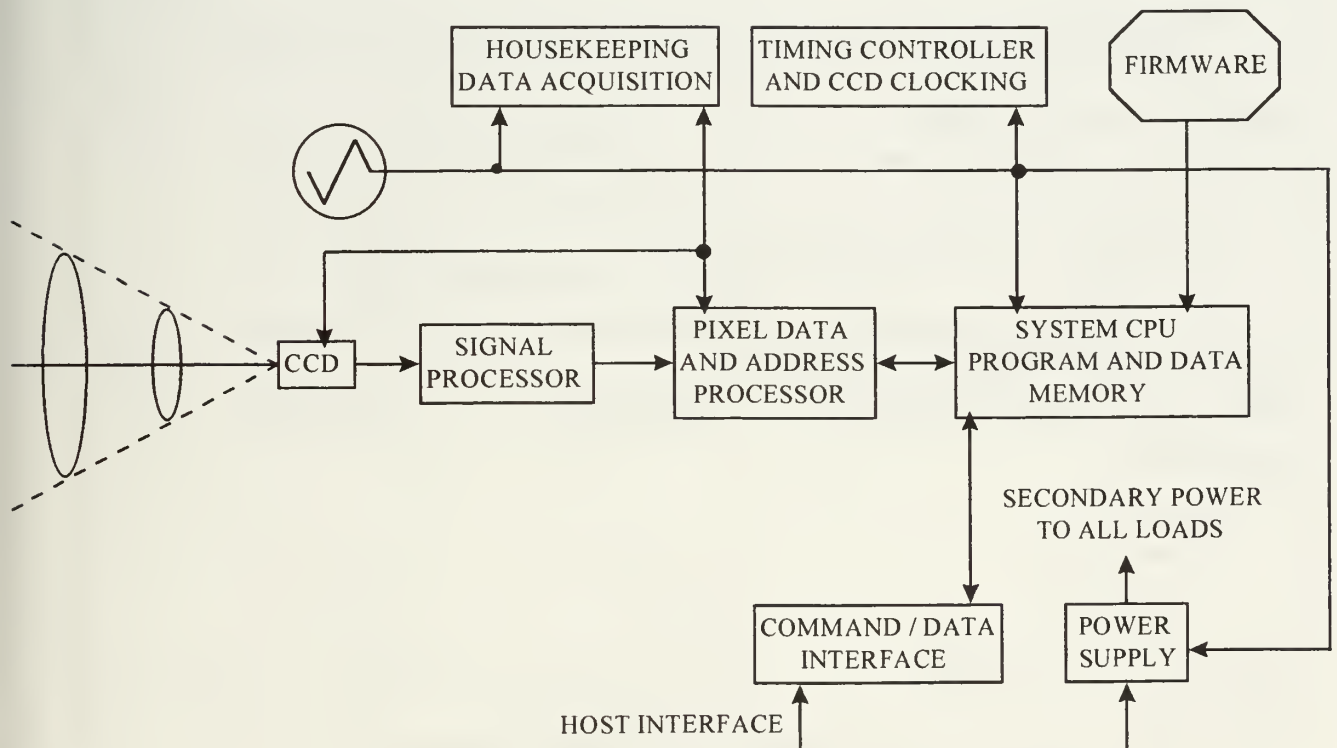 HOUSEKEEPING
DATA ACQUISITION
TIMING CONTROLLER
AND CCD CLOCKING
FIRMWARE
CCD
SIGNAL
PROCESSOR
PIXEL DATA
AND ADDRESS
PROCESSOR
SYSTEM CPU
PROGRAM AND DATA
MEMORY
SECONDARY POWER
TO ALL LOADS
COMMAND / DATA
INTERFACE
POWER
SUPPLY
HOST INTERFACE